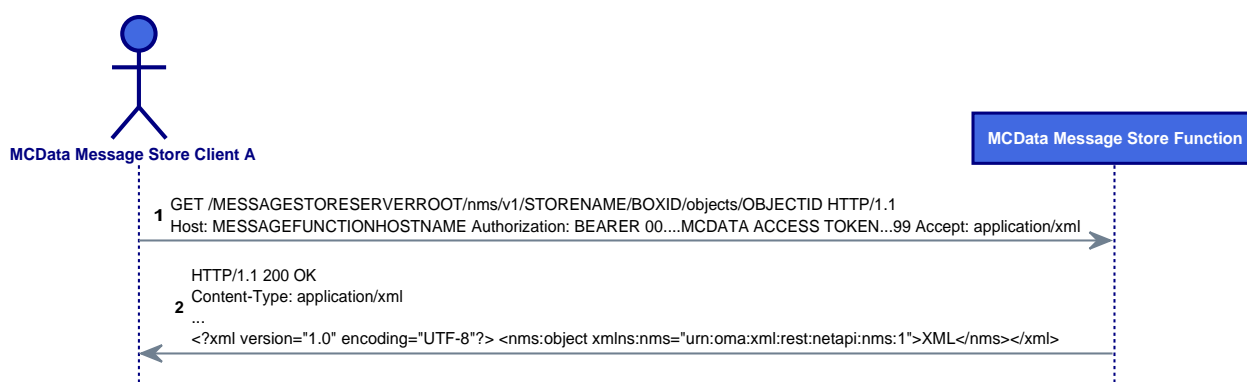 MCData Message Store Client A
MCData Message Store Function
1
GET /MESSAGESTORESERVERROOT/nms/v1/STORENAME/BOXID/objects/OBJECTID HTTP/1.1
Host: MESSAGEFUNCTIONHOSTNAME Authorization: BEARER 00....MCDATA ACCESS TOKEN...99 Accept: application/xml
2
HTTP/1.1 200 OK
Content-Type: application/xml
...
<?xml version="1.0" encoding="UTF-8"?> <nms:object xmlns:nms="urn:oma:xml:rest:netapi:nms:1">XML</nms></xml>